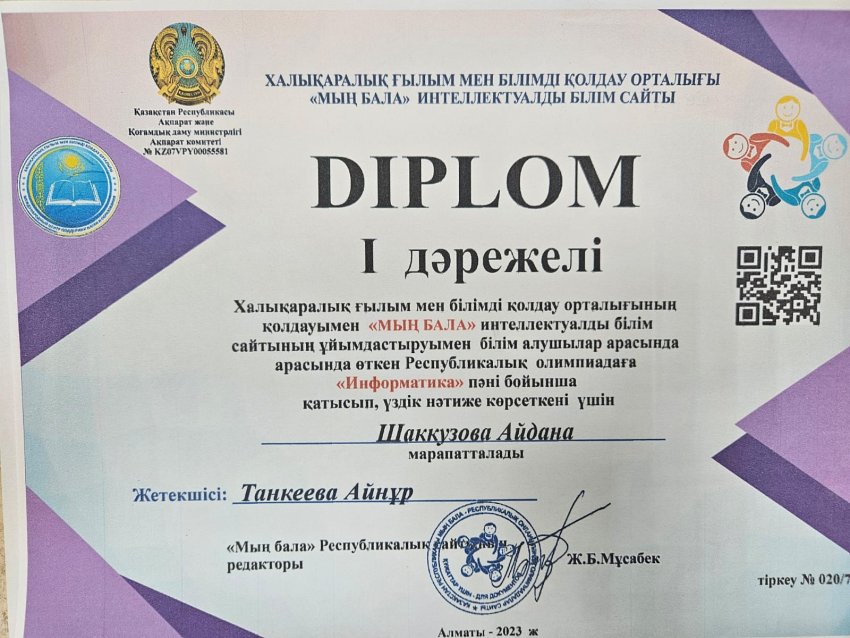 ХАЛЫҚАРАЛЫҚ ҒЫЛЫМ МЕН БІЛІМДІ ҚОЛДАУ ОРТАЛЫҒЫ
«МЫҢ БАЛА» ИНТЕЛЛЕКТУАЛДЫ БІЛІМ САЙТЫ
Қазақстан Республикасы
Ақпарат және
Қоғамдық даму министрлігі
Ақпарат комитеті
№ KZ07VPY00055581
DIPLOM
I дәрежелі
Халықаралық ғылым мен білімді қолдау орталығының
қолдауымен «МЫҢ БАЛА» интеллектуалды білім
сайтының ұйымдастыруымен білім алушылар арасында
арасында өткен Республикалық олимпиадаға
«Информатика» пәні бойынша
қатысып, үздік нәтиже көрсеткені үшін
Шаккузова Айдана
марапатталады
Жетекшісі: Танкеева Айнұр
«Мың бала» Республикалық сайтының
редакторы
Ж.Б.Мұсабек
тіркеу № 020/7
Алматы - 2023 ж